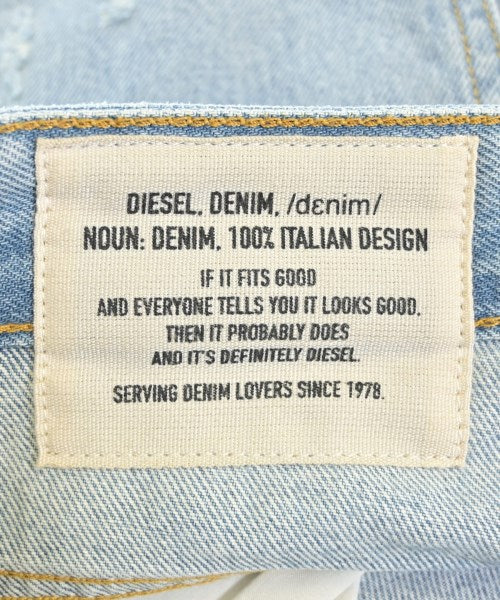 DIESEL, DENIM, /dɛnim/
NOUN: DENIM, 100% ITALIAN DESIGN
IF IT FITS GOOD
AND EVERYONE TELLS YOU IT LOOKS GOOD,
THEN IT PROBABLY DOES
AND IT'S DEFINITELY DIESEL.
SERVING DENIM LOVERS SINCE 1978.